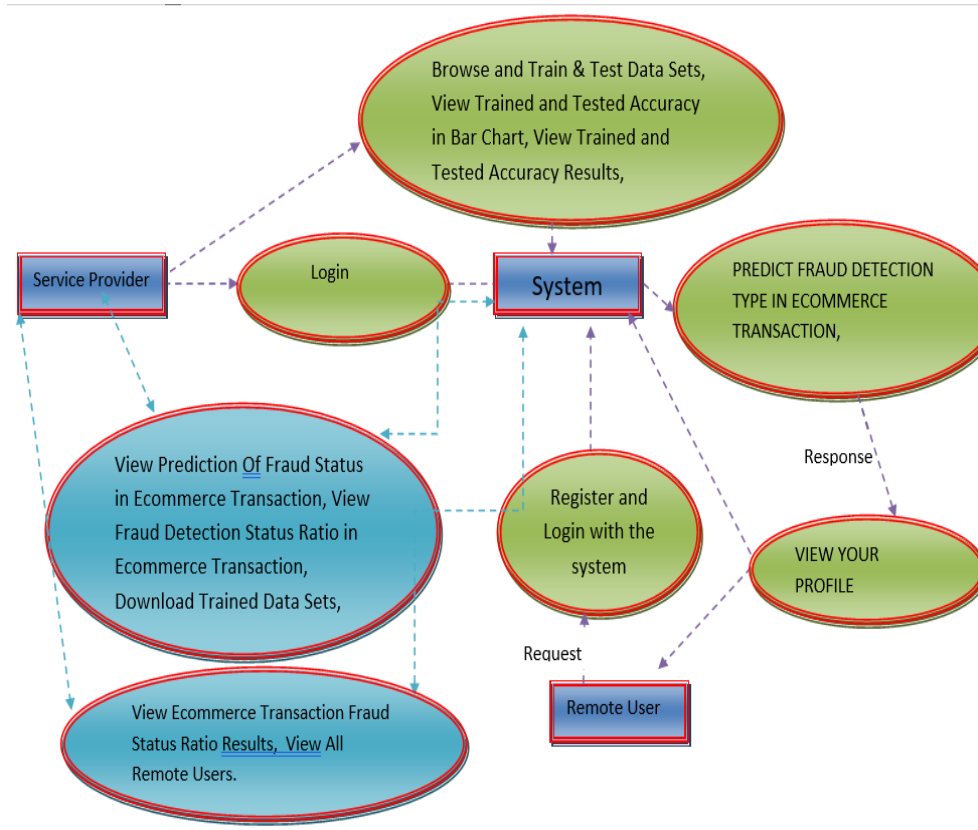 Browse and Train & Test Data Sets,
View Trained and Tested Accuracy
in Bar Chart, View Trained and
Tested Accuracy Results,
Service Provider
Login
System
PREDICT FRAUD DETECTION
TYPE IN ECOMMERCE
TRANSACTION,
View Prediction Of Fraud Status
in Ecommerce Transaction, View
Fraud Detection Status Ratio in
Ecommerce Transaction,
Download Trained Data Sets,
Register and
Login with the
system
Response
VIEW YOUR
PROFILE
Request
Remote User
View Ecommerce Transaction Fraud
Status Ratio Results, View All
Remote Users.